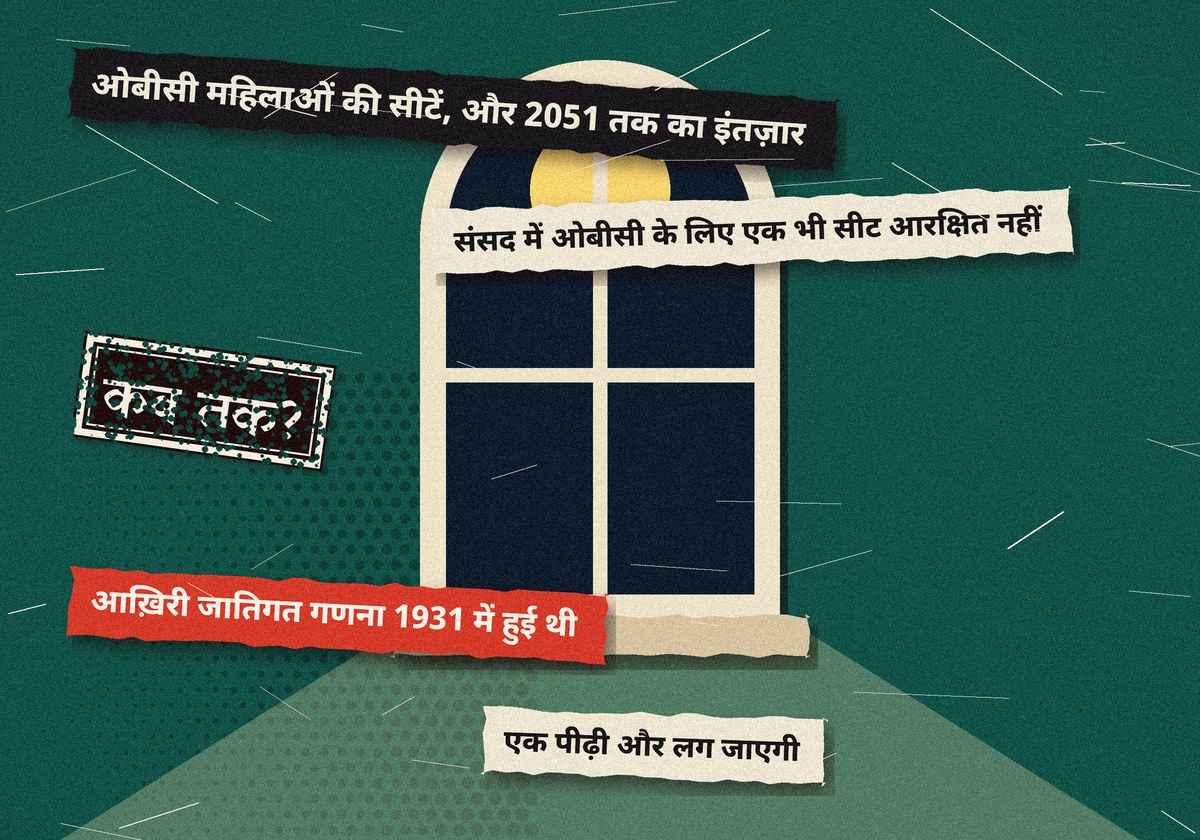 ओबीसी महिलाओं की सीटें, और 2051 तक का इंतज़ार
संसद में ओबीसी के लिए एक भी सीट आरक्षित नहीं
कब तक?
आख़िरी जातिगत गणना 1931 में हुई थी
एक पीढ़ी और लग जाएगी